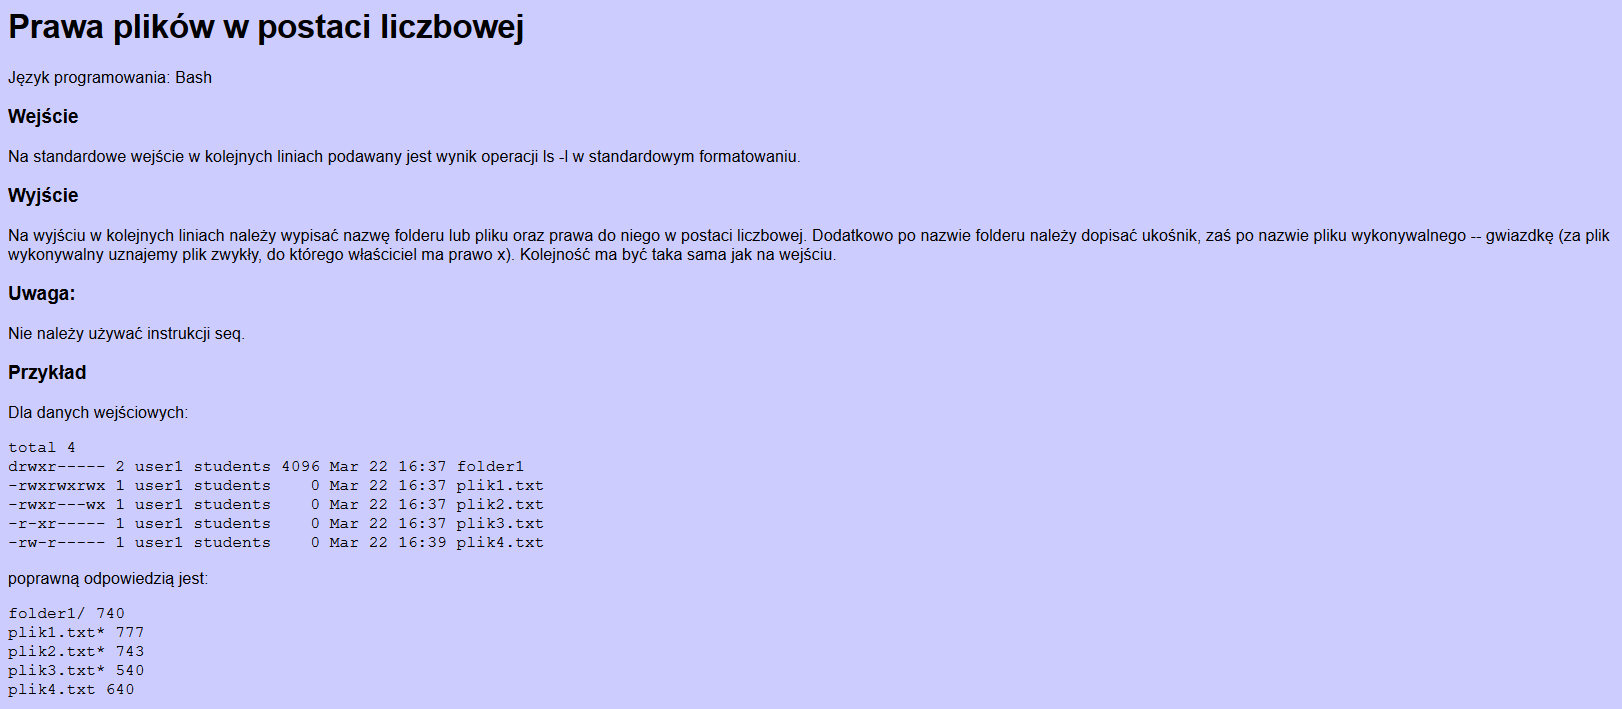 Prawa plików w postaci liczbowej
Język programowania: Bash
Wejście
Na standardowe wejście w kolejnych liniach podawany jest wynik operacji ls -l w standardowym formatowaniu.
Wyjście
Na wyjściu w kolejnych liniach należy wypisać nazwę folderu lub pliku oraz prawa do niego w postaci liczbowej. Dodatkowo po nazwie folderu należy dopisać ukośnik, zaś po nazwie pliku wykonywalnego -- gwiazdkę (za plik
wykonywalny uznajemy plik zwykły, do którego właściciel ma prawo x). Kolejność ma być taka sama jak na wejściu.
Uwaga:
Nie należy używać instrukcji seq.
Przykład
Dla danych wejściowych:
total 4
drwxr----- 2 user1 students 4096 Mar 22 16:37 folder1
-rwxrwxrwx 1 user1 students    0 Mar 22 16:37 plik1.txt
-rwxr---wx 1 user1 students    0 Mar 22 16:37 plik2.txt
-r-xr----- 1 user1 students    0 Mar 22 16:37 plik3.txt
-rw-r----- 1 user1 students    0 Mar 22 16:39 plik4.txt
poprawną odpowiedzią jest:
folder1/ 740
plik1.txt* 777
plik2.txt* 743
plik3.txt* 540
plik4.txt 640